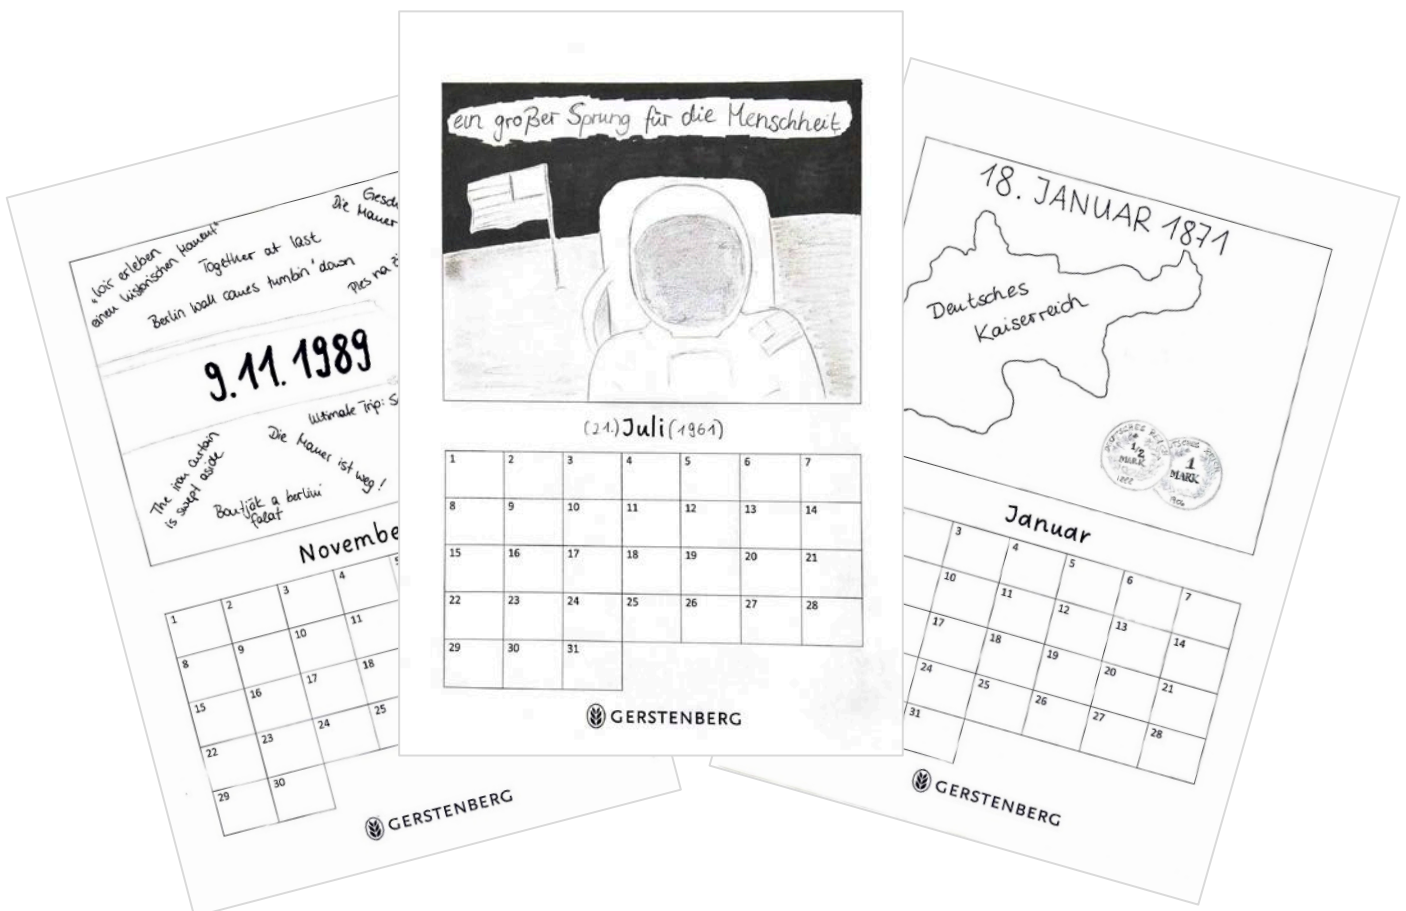 „Wir erleben
einen historischen Moment"
Together at last
Berlin wall comes tumbin' down
Die
Mauer
9.11.1989
Ultimate Trip:
The iron curtain
is swept aside
Die Mauer ist weg!
a berlini
falat
1 2 3 4
8 9 10 11
15 16 17 18
22 23 24 25
29 30
GERSTENBERG
ein großer Sprung für die Menschheit
(21.) Juli (1961)
1 2 3 4 5 6 7
8 9 10 11 12 13 14
15 16 17 18 19 20 21
22 23 24 25 26 27 28
29 30 31
GERSTENBERG
18. JANUAR 1871
Deutsches
Kaiserreich
1/2
MARK
1
MARK
Januar
3 4 5 6 7
10 11 12 13 14
17 18 19 20 21
24 25 26 27 28
31
GERSTENBERG